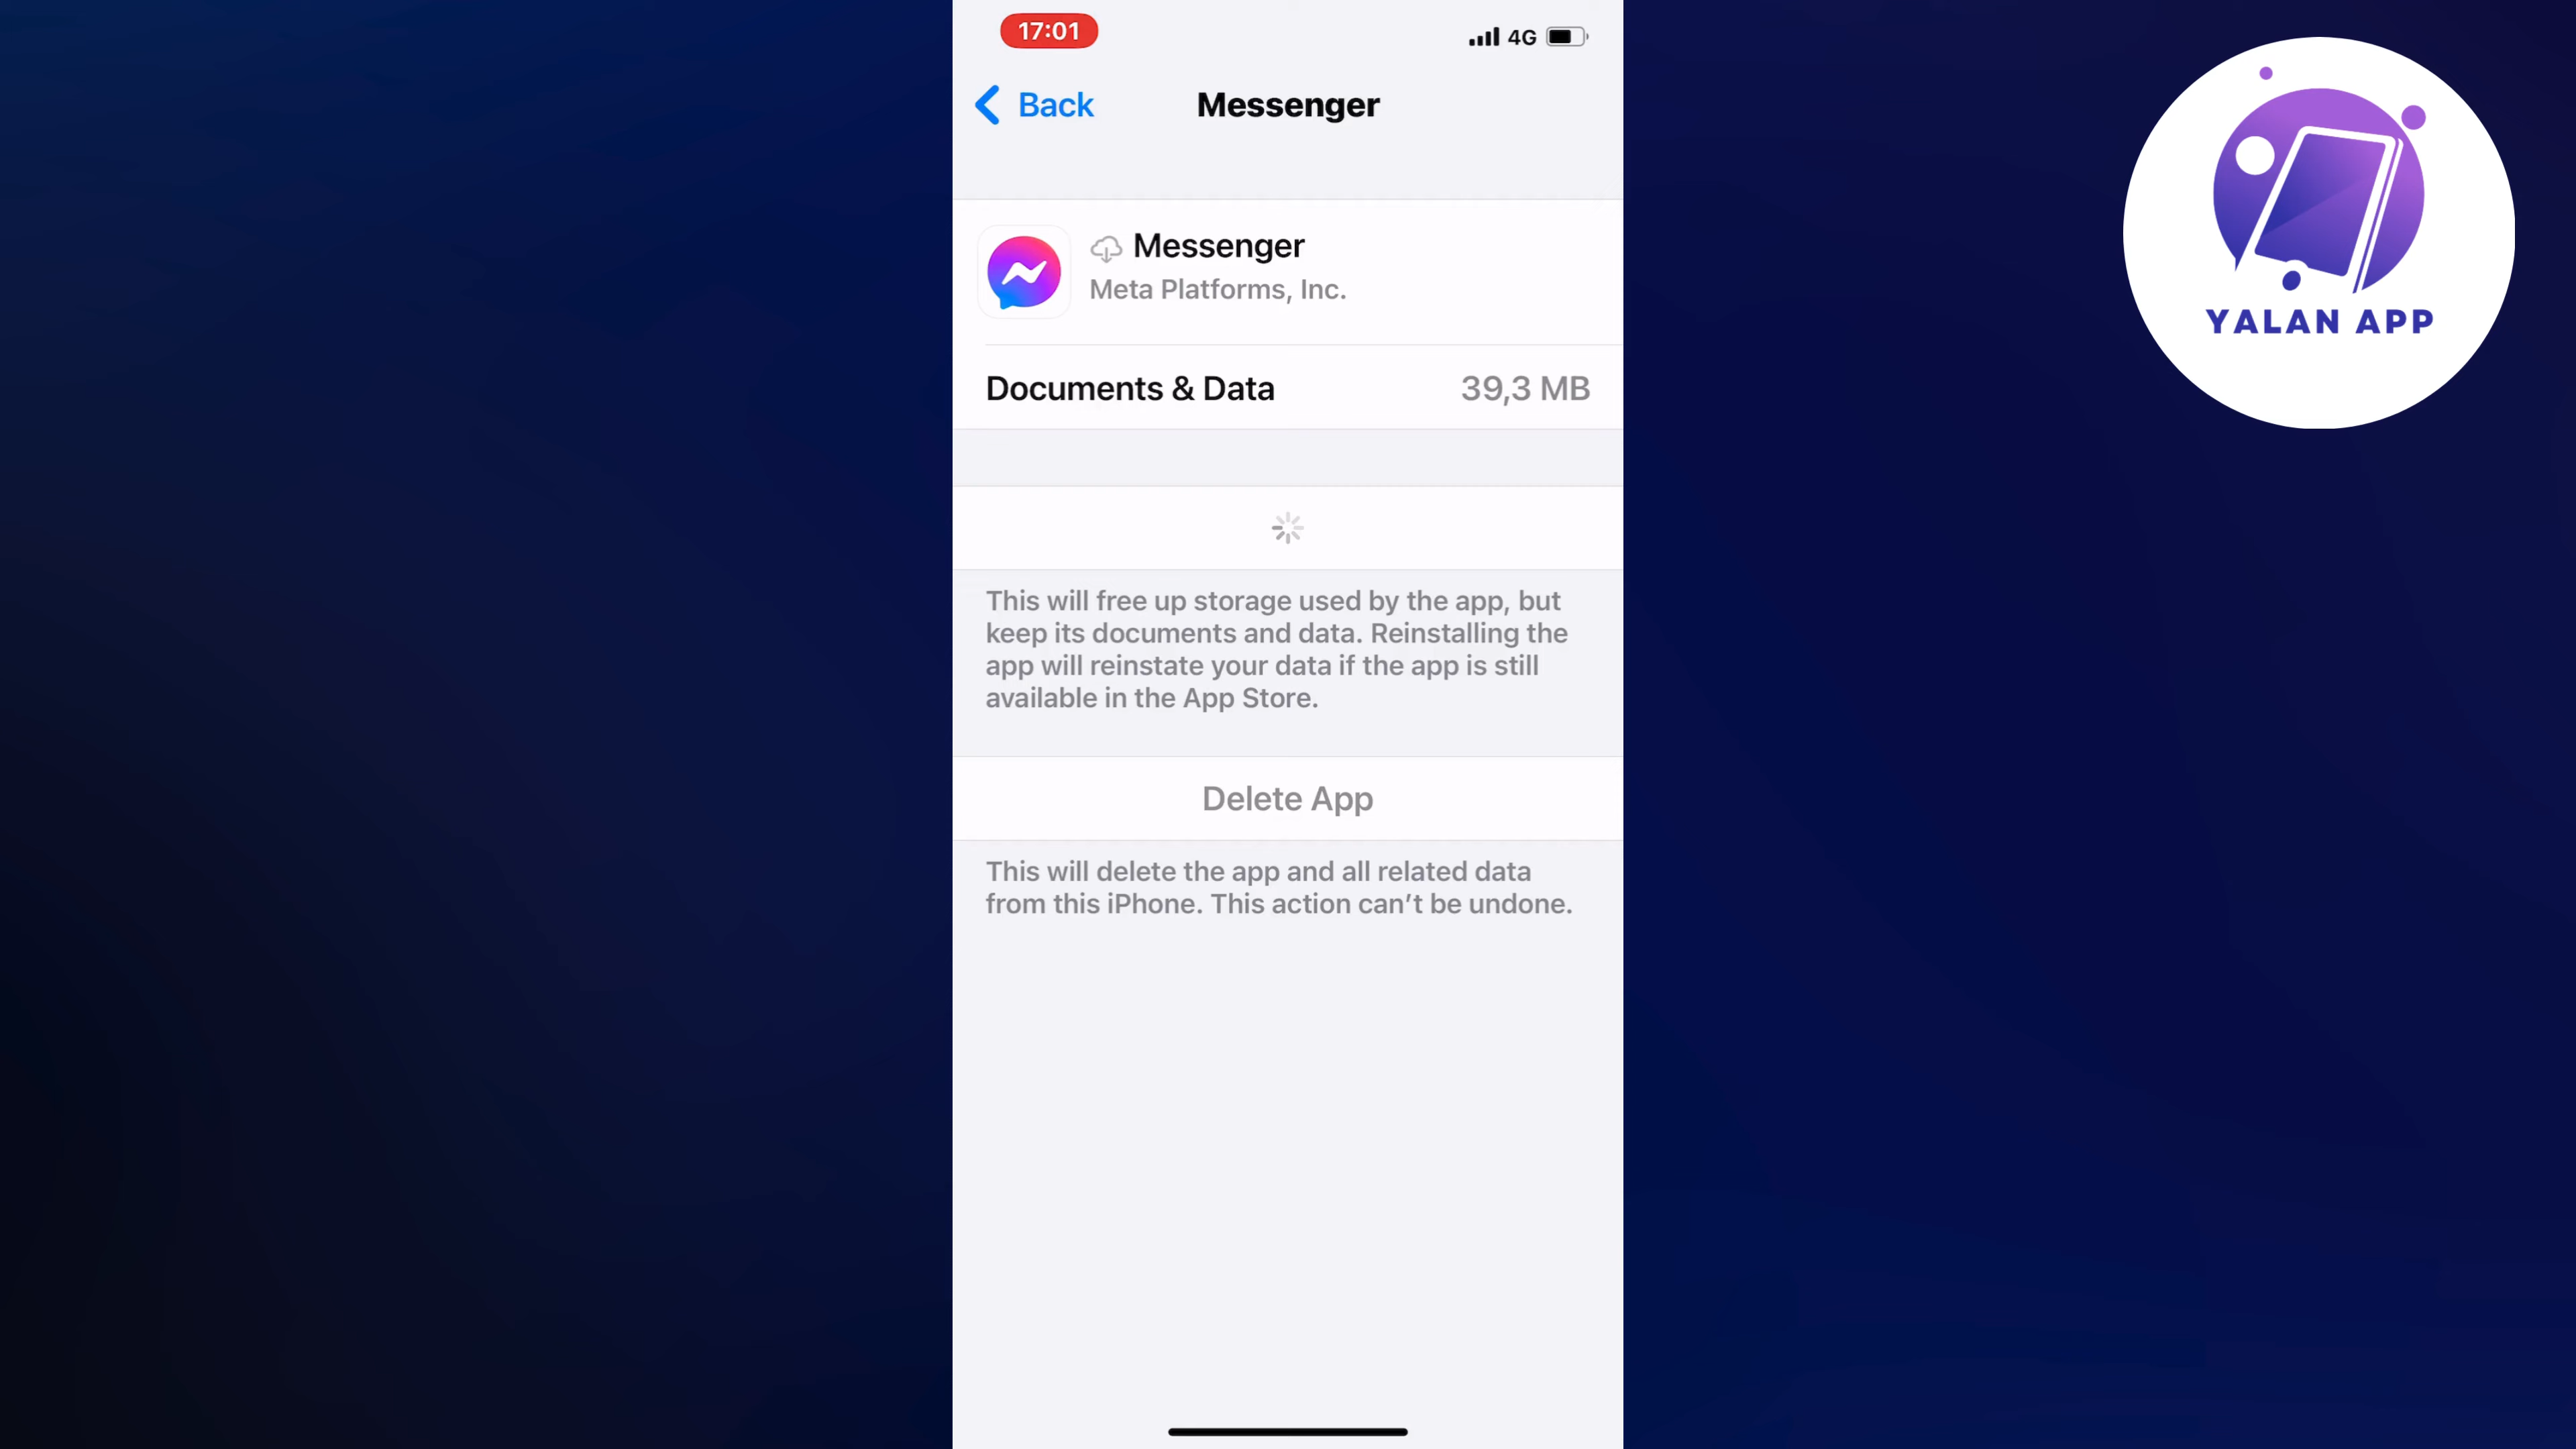 17:01
4G
Back
Messenger
Messenger
Meta Platforms, Inc.
Documents & Data
39,3 MB
This will free up storage used by the app, but
keep its documents and data. Reinstalling the
app will reinstate your data if the app is still
available in the App Store.
Delete App
This will delete the app and all related data
from this iPhone. This action can’t be undone.
YALAN APP